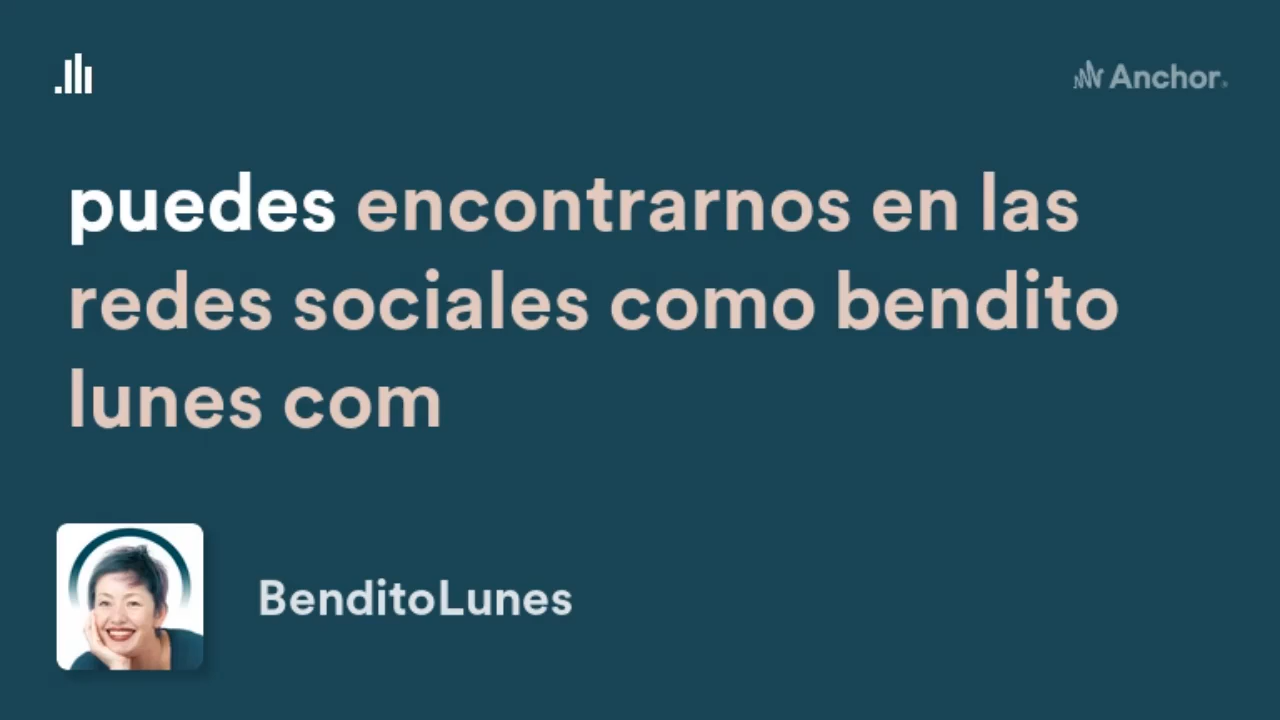 Anchor
puedes encontrarnos en las
redes sociales como bendito
lunes com
BenditoLunes